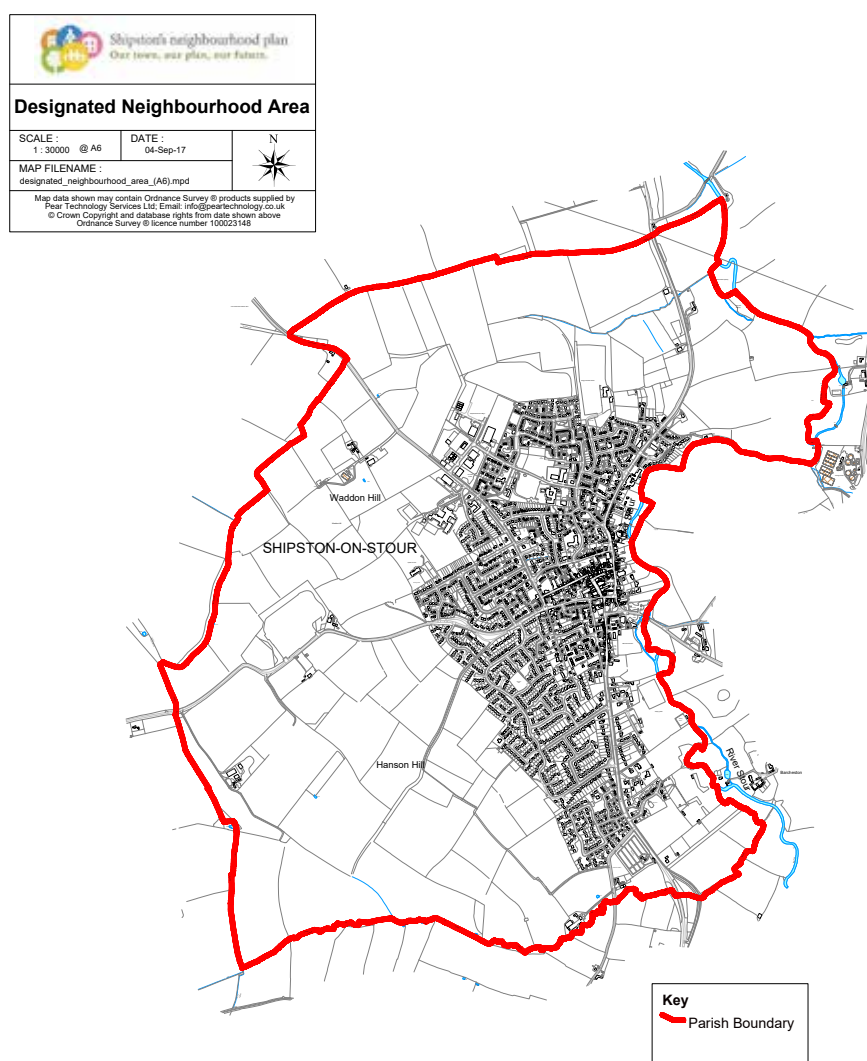 Shipston's neighbourhood plan
Our town, our plan, our future.
Designated Neighbourhood Area
SCALE :
1 : 30000 @ A6
DATE :
04-Sep-17
N
MAP FILENAME :
designated_neighbourhood_area_(A6).mpd
Map data shown may contain Ordnance Survey ® products supplied by
Pear Technology Services Ltd; Email: info@peartechnology.co.uk
© Crown Copyright and database rights from date shown above
Ordnance Survey ® licence number 100023148
Waddon Hill
SHIPSTON-ON-STOUR
Hanson Hill
River Stour
Barcheston
Key
Parish Boundary